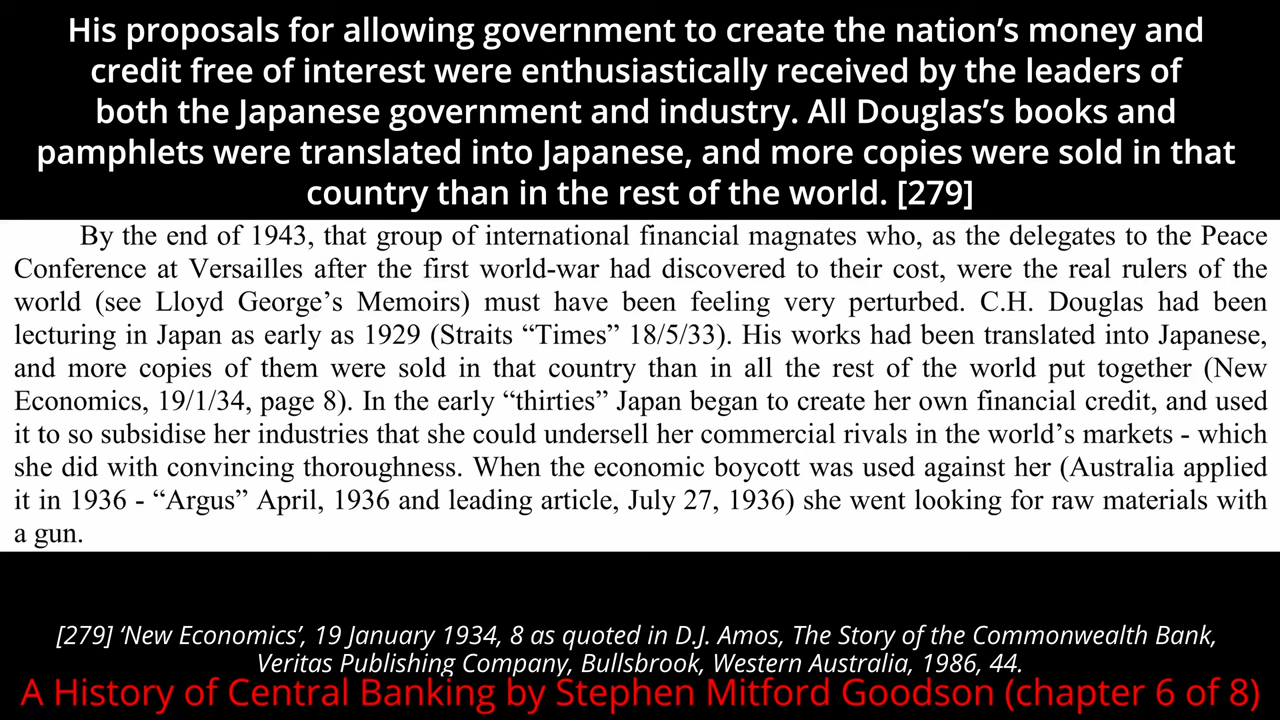 His proposals for allowing government to create the nation’s money and
credit free of interest were enthusiastically received by the leaders of
both the Japanese government and industry. All Douglas’s books and
pamphlets were translated into Japanese, and more copies were sold in that
country than in the rest of the world. [279]
By the end of 1943, that group of international financial magnates who, as the delegates to the Peace
Conference at Versailles after the first world-war had discovered to their cost, were the real rulers of the
world (see Lloyd George’s Memoirs) must have been feeling very perturbed. C.H. Douglas had been
lecturing in Japan as early as 1929 (Straits “Times” 18/5/33). His works had been translated into Japanese,
and more copies of them were sold in that country than in all the rest of the world put together (New
Economics, 19/1/34, page 8). In the early “thirties” Japan began to create her own financial credit, and used
it to so subsidise her industries that she could undersell her commercial rivals in the world’s markets - which
she did with convincing thoroughness. When the economic boycott was used against her (Australia applied
it in 1936 - “Argus” April, 1936 and leading article, July 27, 1936) she went looking for raw materials with
a gun.
[279] ‘New Economics’, 19 January 1934, 8 as quoted in D.J. Amos, The Story of the Commonwealth Bank,
Veritas Publishing Company, Bullsbrook, Western Australia, 1986, 44.
A History of Central Banking by Stephen Mitford Goodson (chapter 6 of 8)